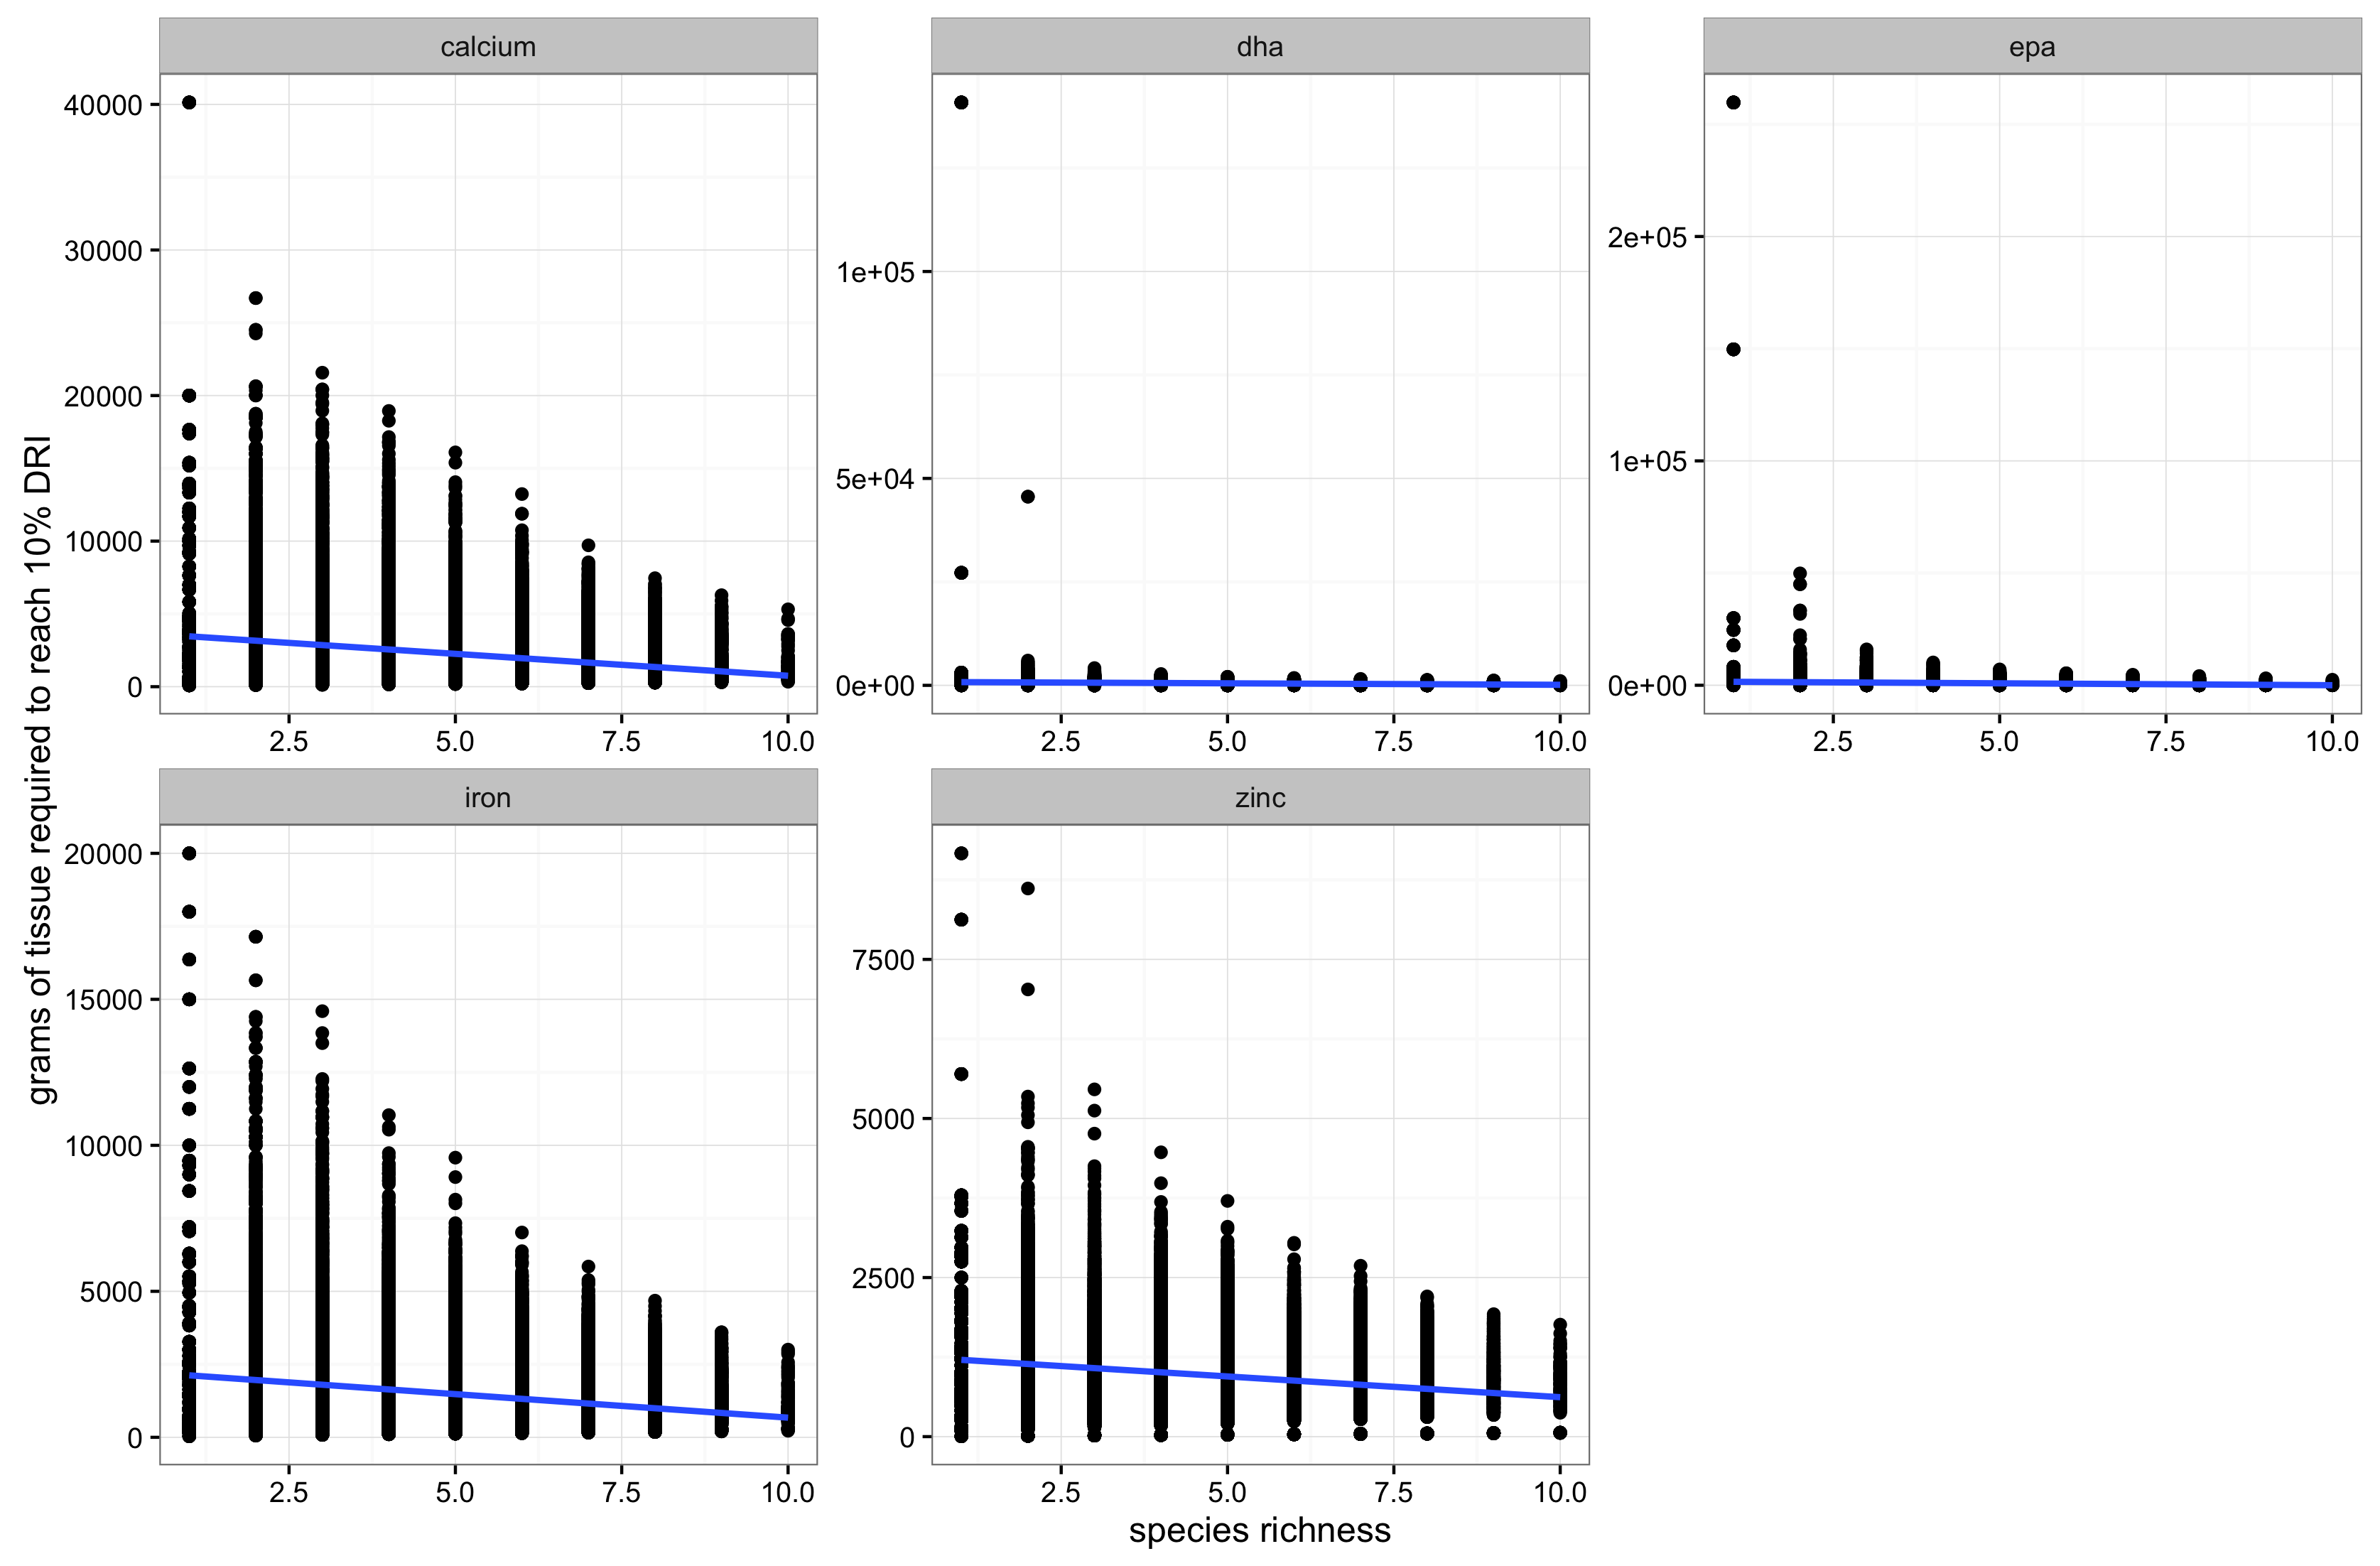 calcium
dha
epa
40000
30000
20000
10000
0
1e+05
5e+04
0e+00
2e+05
1e+05
0e+00
2.5 5.0 7.5 10.0
2.5 5.0 7.5 10.0
2.5 5.0 7.5 10.0
grams of tissue required to reach 10% DRI
iron
zinc
20000
15000
10000
5000
0
7500
5000
2500
0
2.5 5.0 7.5 10.0
2.5 5.0 7.5 10.0
species richness